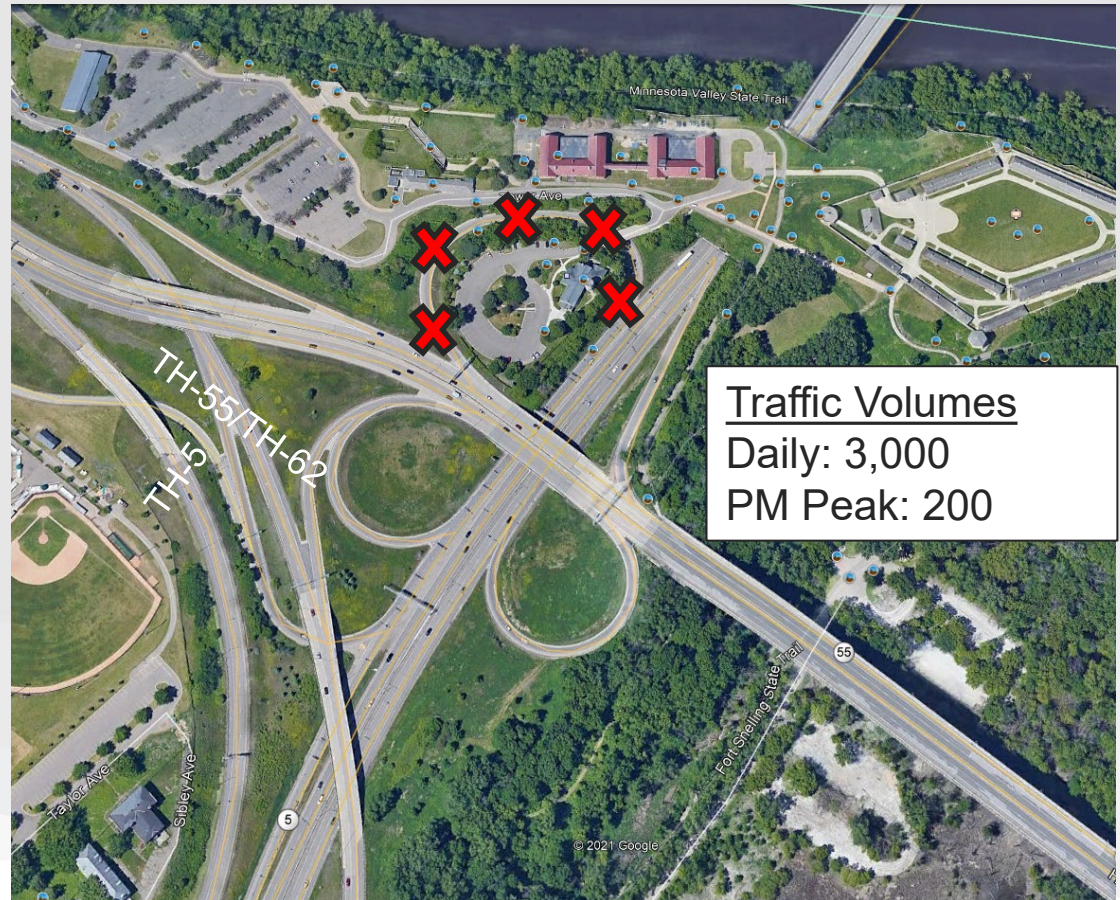 Minnesota Valley State Trail
Ave
TH-55/TH-62
TH-5
Traffic Volumes
Daily: 3,000
PM Peak: 200
55
Fort Snelling State Trail
Taylor Ave
Sibley Ave
5
© 2021 Google